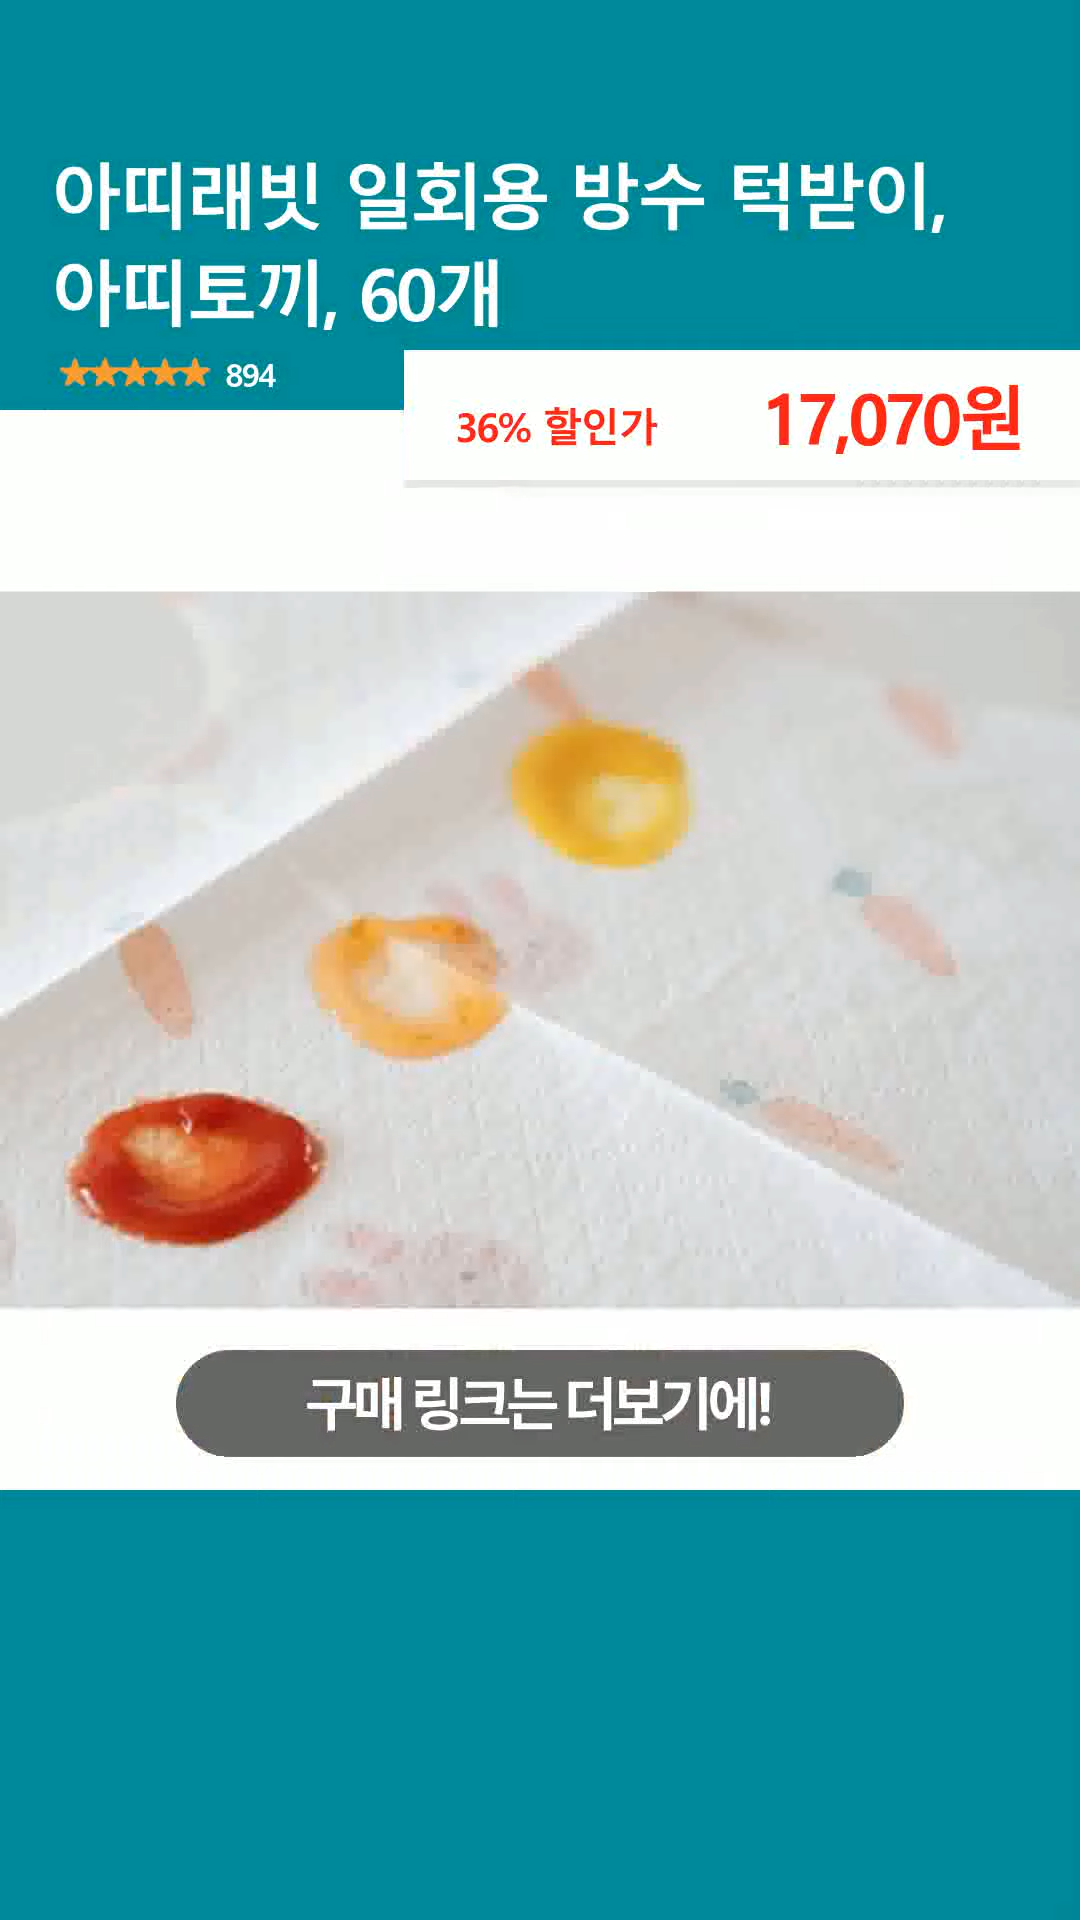 아띠래빗 일회용 방수 턱받이,
아띠토끼, 60개
★★★★★ 894
36% 할인가 17,070원
구매 링크는 더보기에!